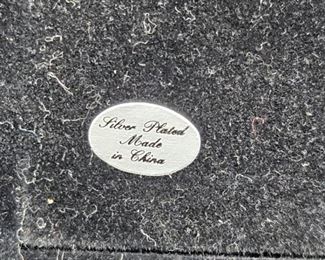 Silver Plated
Made
in China